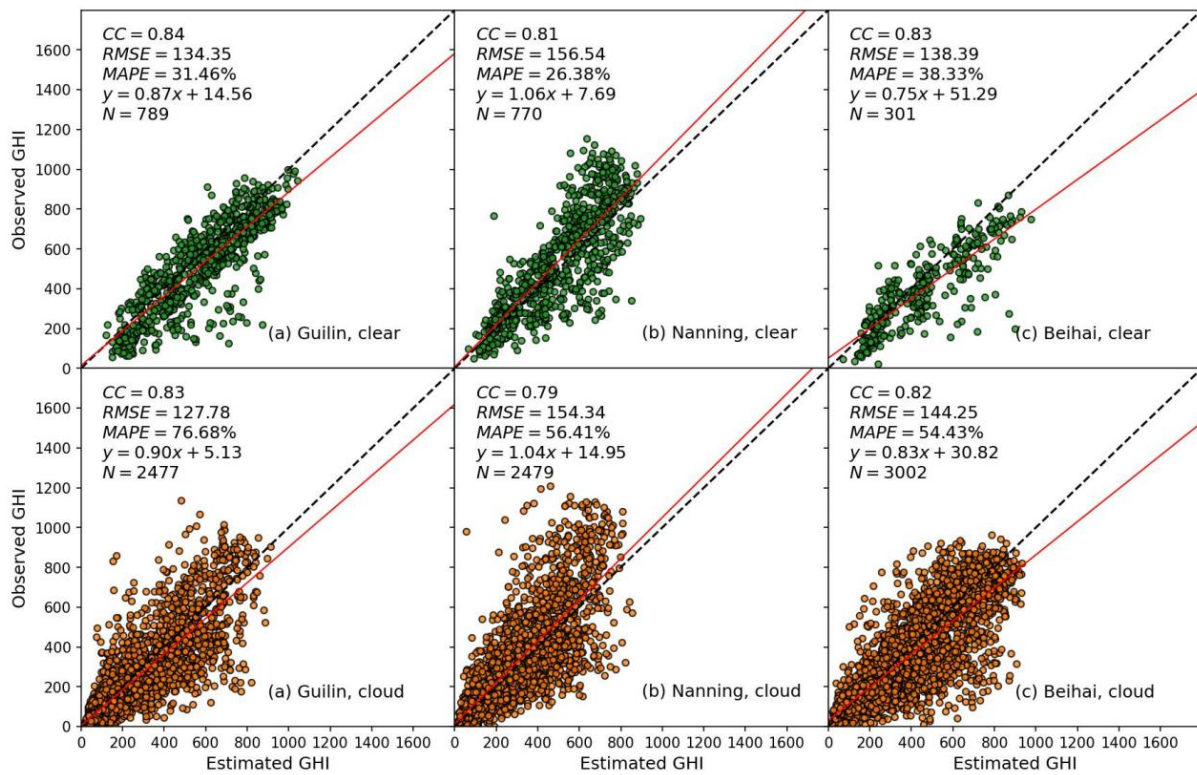 CC = 0.84
RMSE = 134.35
MAPE = 31.46%
y = 0.87x + 14.56
N = 789
(a) Guilin, clear
CC = 0.81
RMSE = 156.54
MAPE = 26.38%
y = 1.06x + 7.69
N = 770
(b) Nanning, clear
CC = 0.83
RMSE = 138.39
MAPE = 38.33%
y = 0.75x + 51.29
N = 301
(c) Beihai, clear
Observed GHI
1600
1400
1200
1000
800
600
400
200
0
CC = 0.83
RMSE = 127.78
MAPE = 76.68%
y = 0.90x + 5.13
N = 2477
(a) Guilin, cloud
CC = 0.79
RMSE = 154.34
MAPE = 56.41%
y = 1.04x + 14.95
N = 2479
(b) Nanning, cloud
CC = 0.82
RMSE = 144.25
MAPE = 54.43%
y = 0.83x + 30.82
N = 3002
(c) Beihai, cloud
Observed GHI
1600
1400
1200
1000
800
600
400
200
0
0 200 400 600 800 1000 1200 1400 1600
0 200 400 600 800 1000 1200 1400 1600
0 200 400 600 800 1000 1200 1400 1600
Estimated GHI
Estimated GHI
Estimated GHI